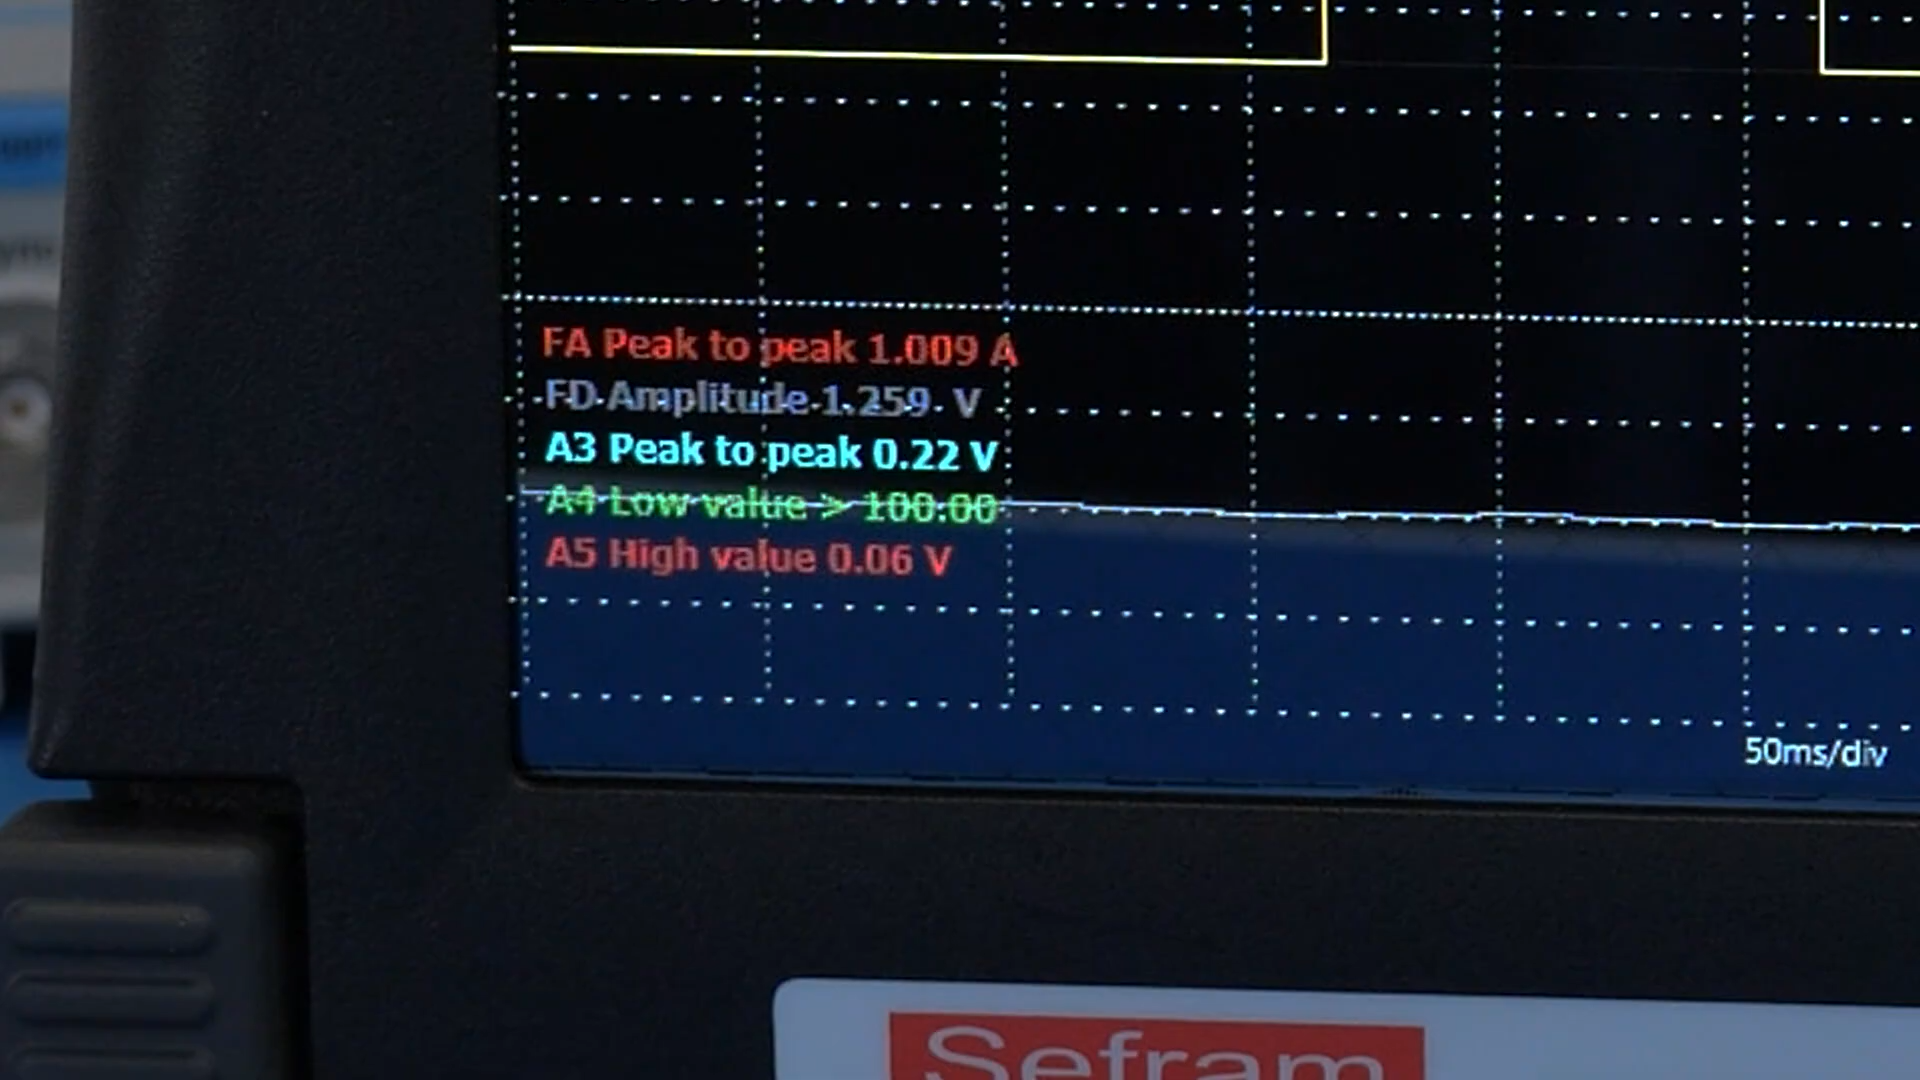 FA Peak to peak 1.009 A
FD Amplitude 1.259 V
A3 Peak to peak 0.22 V
A4 Low value > 100.00
A5 High value 0.06 V
50ms/div
Sefram